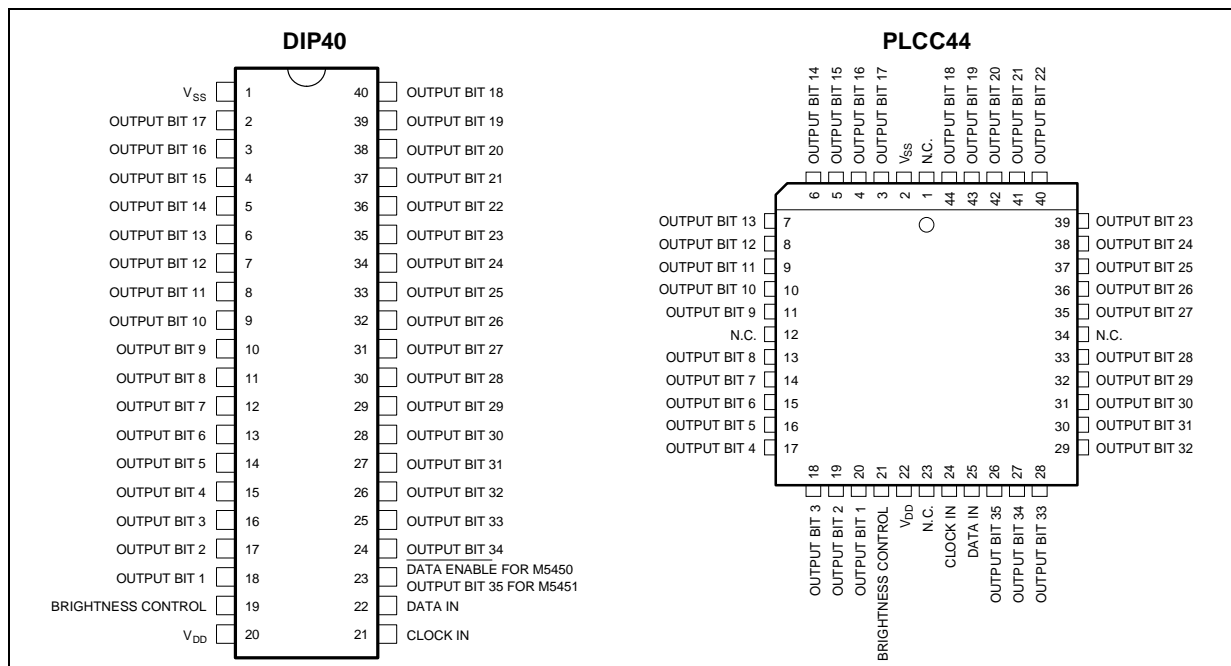 DIP40
VSS 1 40 OUTPUT BIT 18
OUTPUT BIT 17 2 39 OUTPUT BIT 19
OUTPUT BIT 16 3 38 OUTPUT BIT 20
OUTPUT BIT 15 4 37 OUTPUT BIT 21
OUTPUT BIT 14 5 36 OUTPUT BIT 22
OUTPUT BIT 13 6 35 OUTPUT BIT 23
OUTPUT BIT 12 7 34 OUTPUT BIT 24
OUTPUT BIT 11 8 33 OUTPUT BIT 25
OUTPUT BIT 10 9 32 OUTPUT BIT 26
OUTPUT BIT 9 10 31 OUTPUT BIT 27
OUTPUT BIT 8 11 30 OUTPUT BIT 28
OUTPUT BIT 7 12 29 OUTPUT BIT 29
OUTPUT BIT 6 13 28 OUTPUT BIT 30
OUTPUT BIT 5 14 27 OUTPUT BIT 31
OUTPUT BIT 4 15 26 OUTPUT BIT 32
OUTPUT BIT 3 16 25 OUTPUT BIT 33
OUTPUT BIT 2 17 24 OUTPUT BIT 34
OUTPUT BIT 1 18 23 DATA ENABLE FOR M5450
OUTPUT BIT 35 FOR M5451
BRIGHTNESS CONTROL 19 22 DATA IN
VDD 20 21 CLOCK IN
PLCC44
OUTPUT BIT 14
OUTPUT BIT 15
OUTPUT BIT 16
OUTPUT BIT 17
VSS
N.C.
OUTPUT BIT 18
OUTPUT BIT 19
OUTPUT BIT 20
OUTPUT BIT 21
OUTPUT BIT 22
6 5 4 3 2 1 44 43 42 41 40
OUTPUT BIT 13 7 39 OUTPUT BIT 23
OUTPUT BIT 12 8 38 OUTPUT BIT 24
OUTPUT BIT 11 9 37 OUTPUT BIT 25
OUTPUT BIT 10 10 36 OUTPUT BIT 26
OUTPUT BIT 9 11 35 OUTPUT BIT 27
N.C. 12 34 N.C.
OUTPUT BIT 8 13 33 OUTPUT BIT 28
OUTPUT BIT 7 14 32 OUTPUT BIT 29
OUTPUT BIT 6 15 31 OUTPUT BIT 30
OUTPUT BIT 5 16 30 OUTPUT BIT 31
OUTPUT BIT 4 17 29 OUTPUT BIT 32
18 19 20 21 22 23 24 25 26 27 28
OUTPUT BIT 3
OUTPUT BIT 2
OUTPUT BIT 1
BRIGHTNESS CONTROL
VDD
N.C.
CLOCK IN
DATA IN
OUTPUT BIT 35
OUTPUT BIT 34
OUTPUT BIT 33